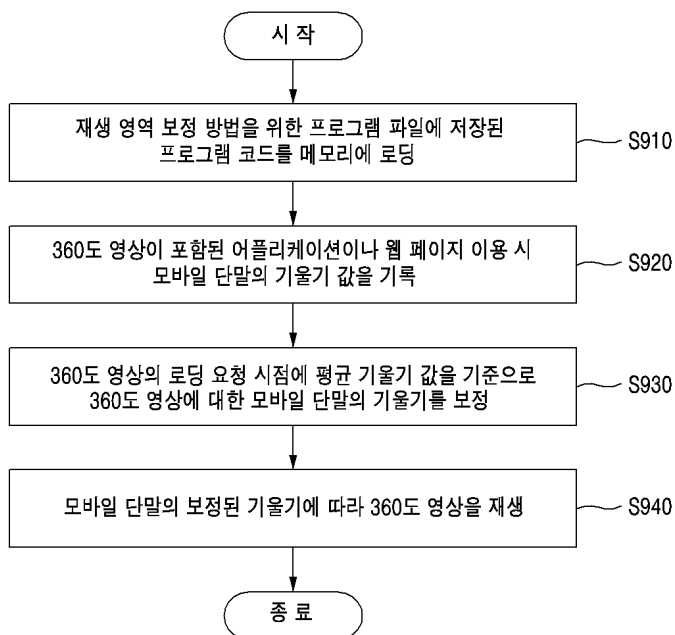 시 작
재생 영역 보정 방법을 위한 프로그램 파일에 저장된
프로그램 코드를 메모리에 로딩
S910
360도 영상이 포함된 어플리케이션이나 웹 페이지 이용 시
모바일 단말의 기울기 값을 기록
S920
360도 영상의 로딩 요청 시점에 평균 기울기 값을 기준으로
360도 영상에 대한 모바일 단말의 기울기를 보정
S930
모바일 단말의 보정된 기울기에 따라 360도 영상을 재생
S940
종 료